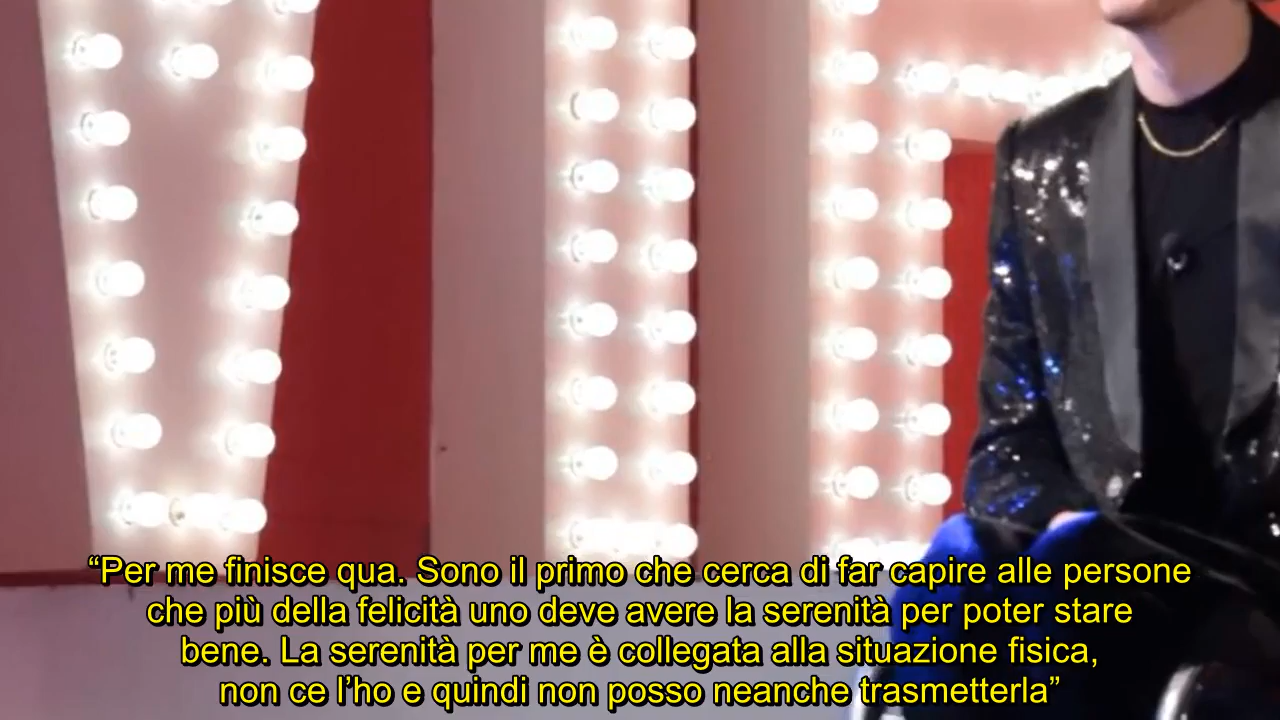 “Per me finisce qua. Sono il primo che cerca di far capire alle persone
che più della felicità uno deve avere la serenità per poter stare
bene. La serenità per me è collegata alla situazione fisica,
non ce l’ho e quindi non posso neanche trasmetterla”